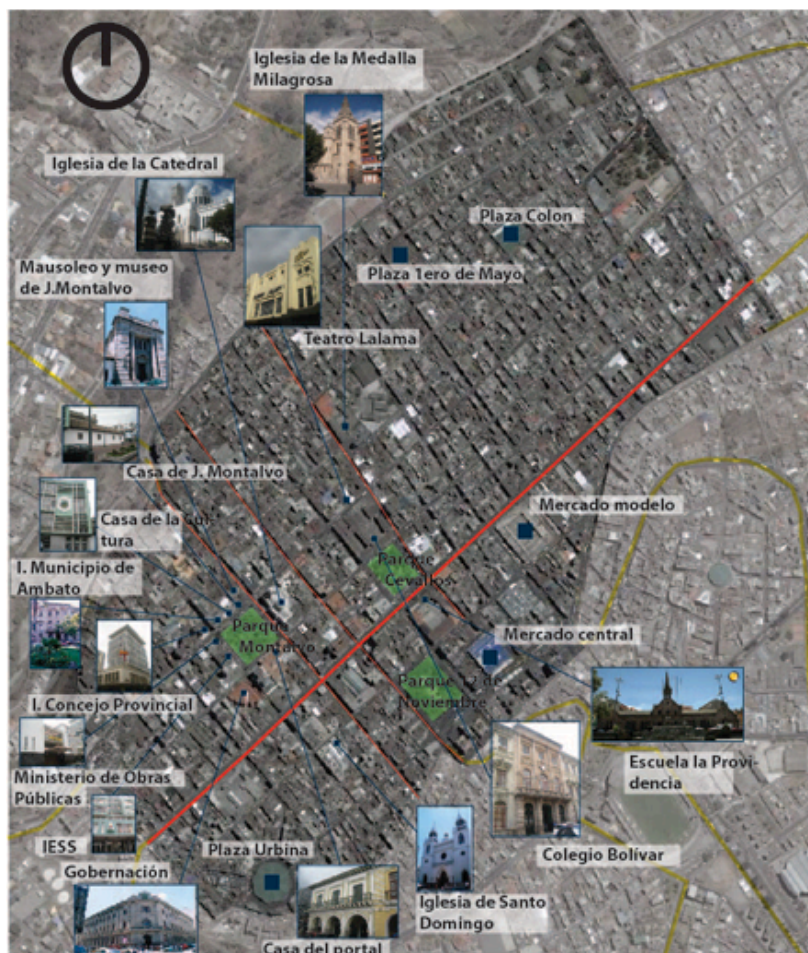 Iglesia de la Medalla
Milagrosa
Iglesia de la Catedral
Plaza Colon
Plaza 1ero de Mayo
Mausoleo y museo
de J.Montalvo
Teatro Lalama
Casa de J. Montalvo
Mercado modelo
Casa de la Cul-
tura
Parque
Cevallos
I. Municipio de
Ambato
Parque
Montalvo
Mercado central
Parque 12 de
Noviembre
I. Concejo Provincial
Escuela la Provi-
dencia
Ministerio de Obras
Públicas
IESS
Plaza Urbina
Colegio Bolívar
Gobernación
Iglesia de Santo
Domingo
Casa del portal